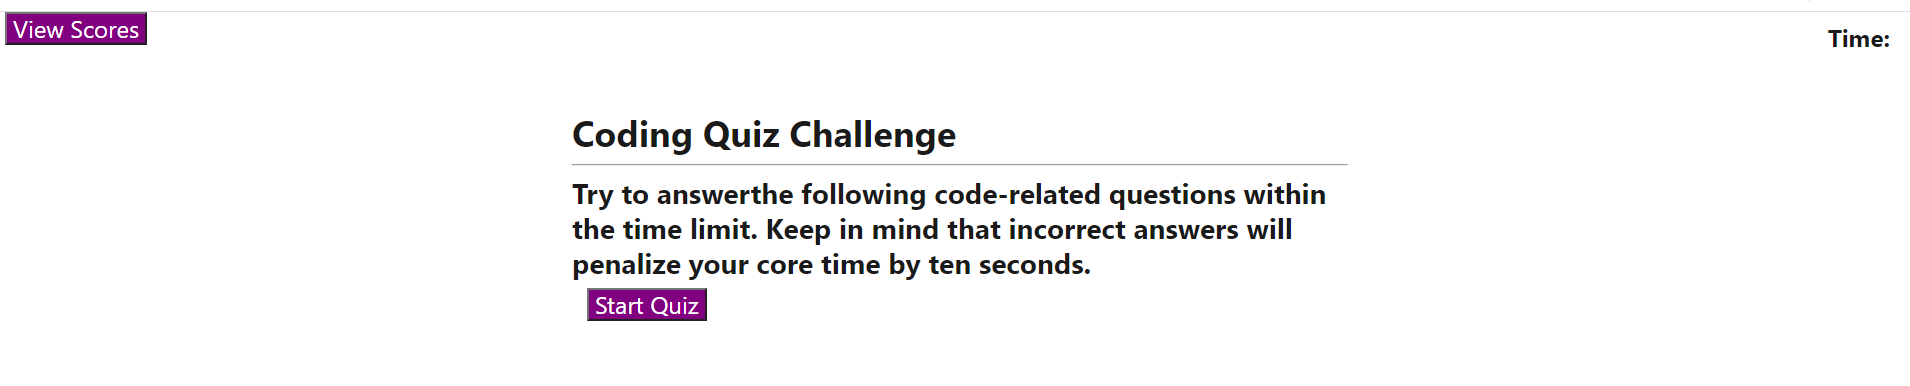 View Scores
Time:
Coding Quiz Challenge
Try to answerthe following code-related questions within
the time limit. Keep in mind that incorrect answers will
penalize your core time by ten seconds.
Start Quiz